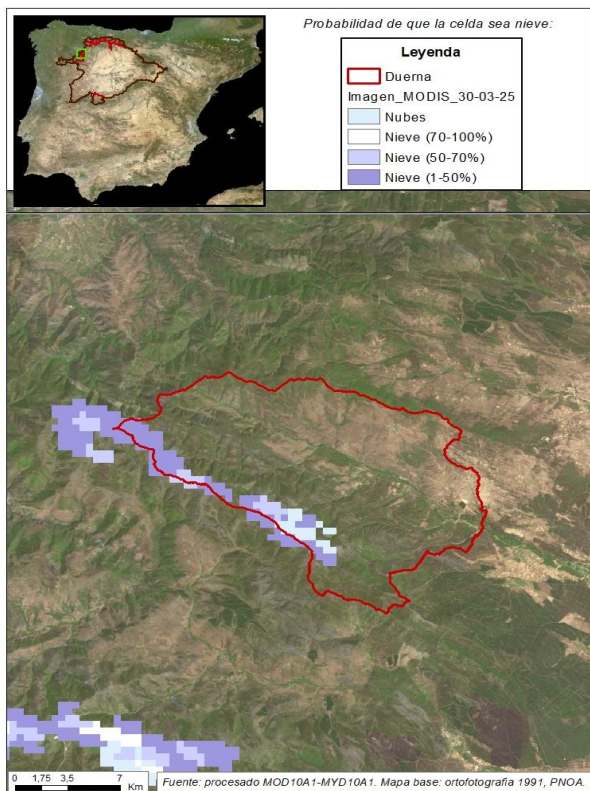 Probabilidad de que la celda sea nieve:
Leyenda
Duerna
Imagen_MODIS_30-03-25
Nubes
Nieve (70-100%)
Nieve (50-70%)
Nieve (1-50%)
0 1,75 3,5 7
Km
Fuente: procesado MOD10A1-MYD10A1. Mapa base: ortofotografia 1991, PNOA.